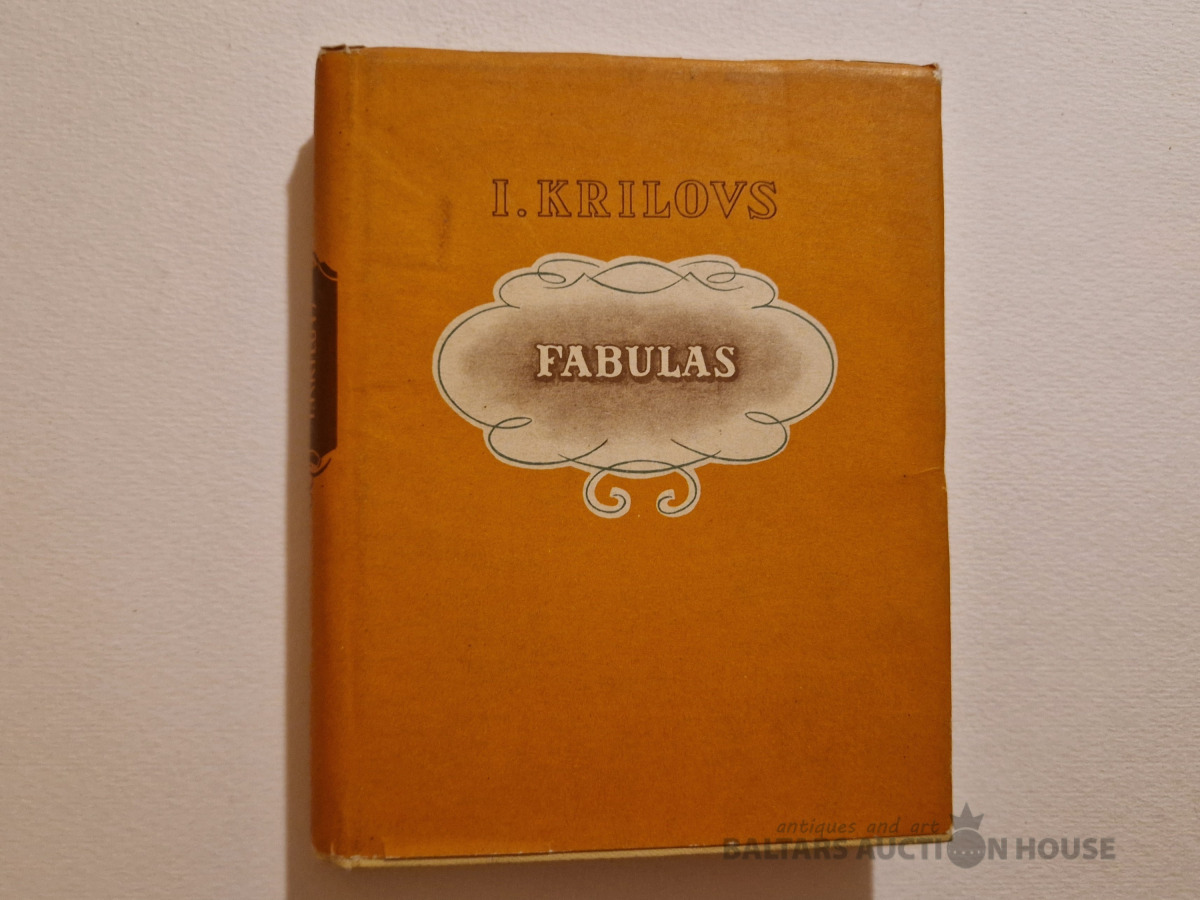 I. KRILOVS
FABULAS
antiques and art
BALTARS AUCTION HOUSE